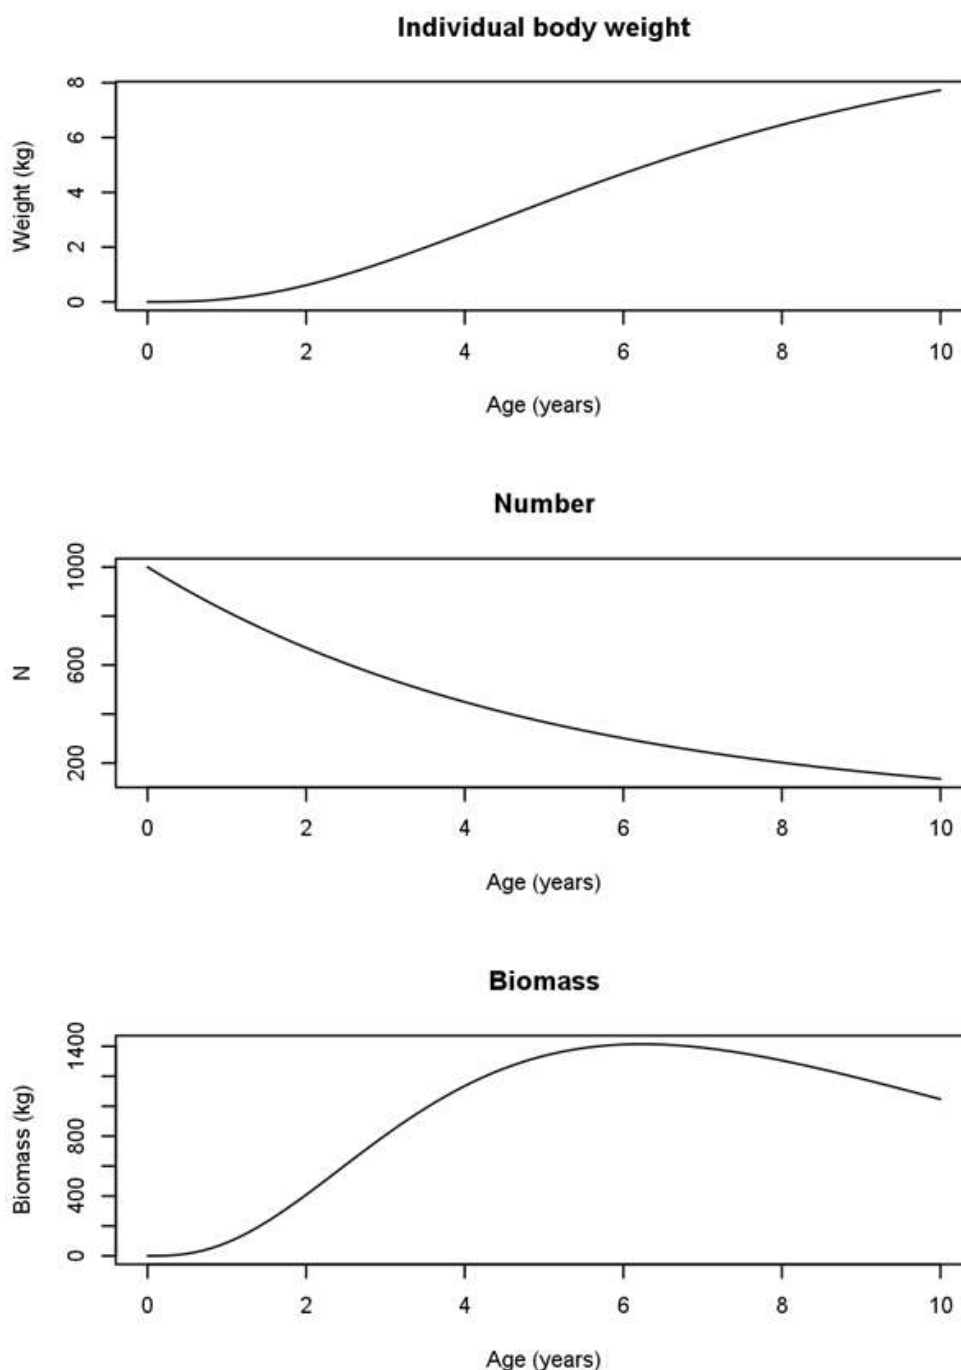 Individual body weight
8
6
4
2
0
Weight (kg)
0 2 4 6 8 10
Age (years)
Number
1000
600
200
N
0 2 4 6 8 10
Age (years)
Biomass
1400
800
400
0
Biomass (kg)
0 2 4 6 8 10
Age (years)